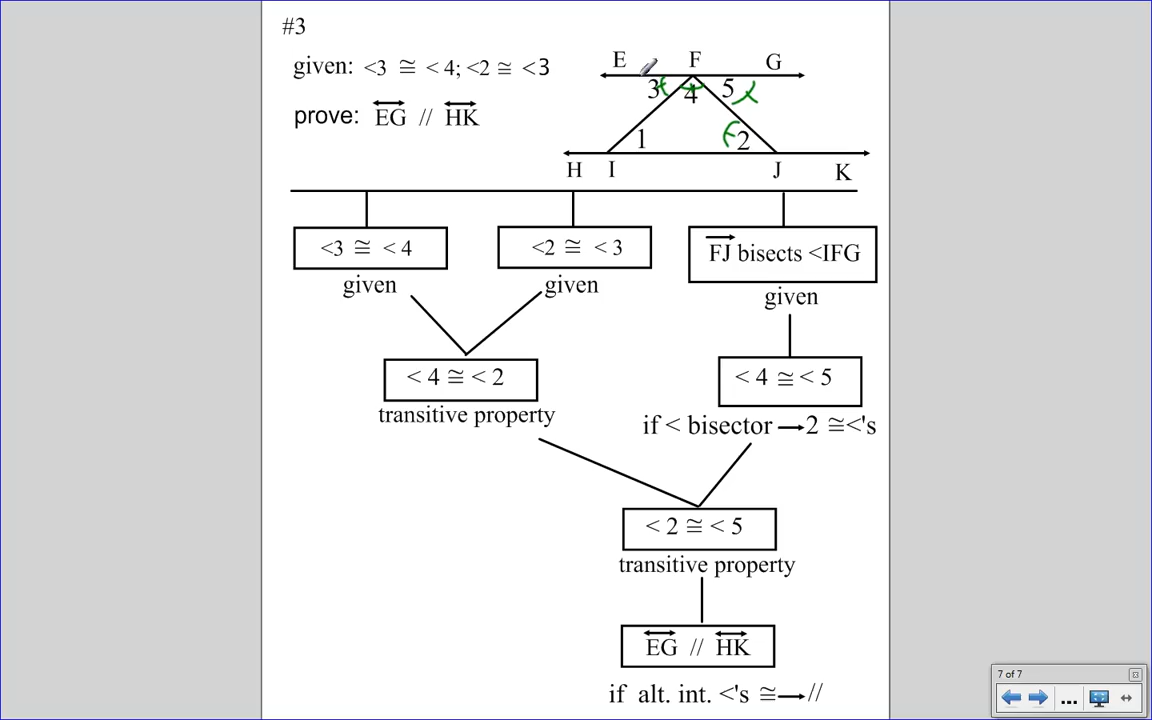 #3
given: <3 ≅ < 4; <2 ≅ <3
prove: EG // HK
E F G
3 4 5
1 2
H I J K
<3 ≅ < 4
given
<2 ≅ < 3
given
FJ bisects <IFG
given
< 4 ≅ < 2
transitive property
< 4 ≅ < 5
if < bisector → 2 ≅<'s
< 2 ≅ < 5
transitive property
EG // HK
if alt. int. <'s ≅ → //
7 of 7
...